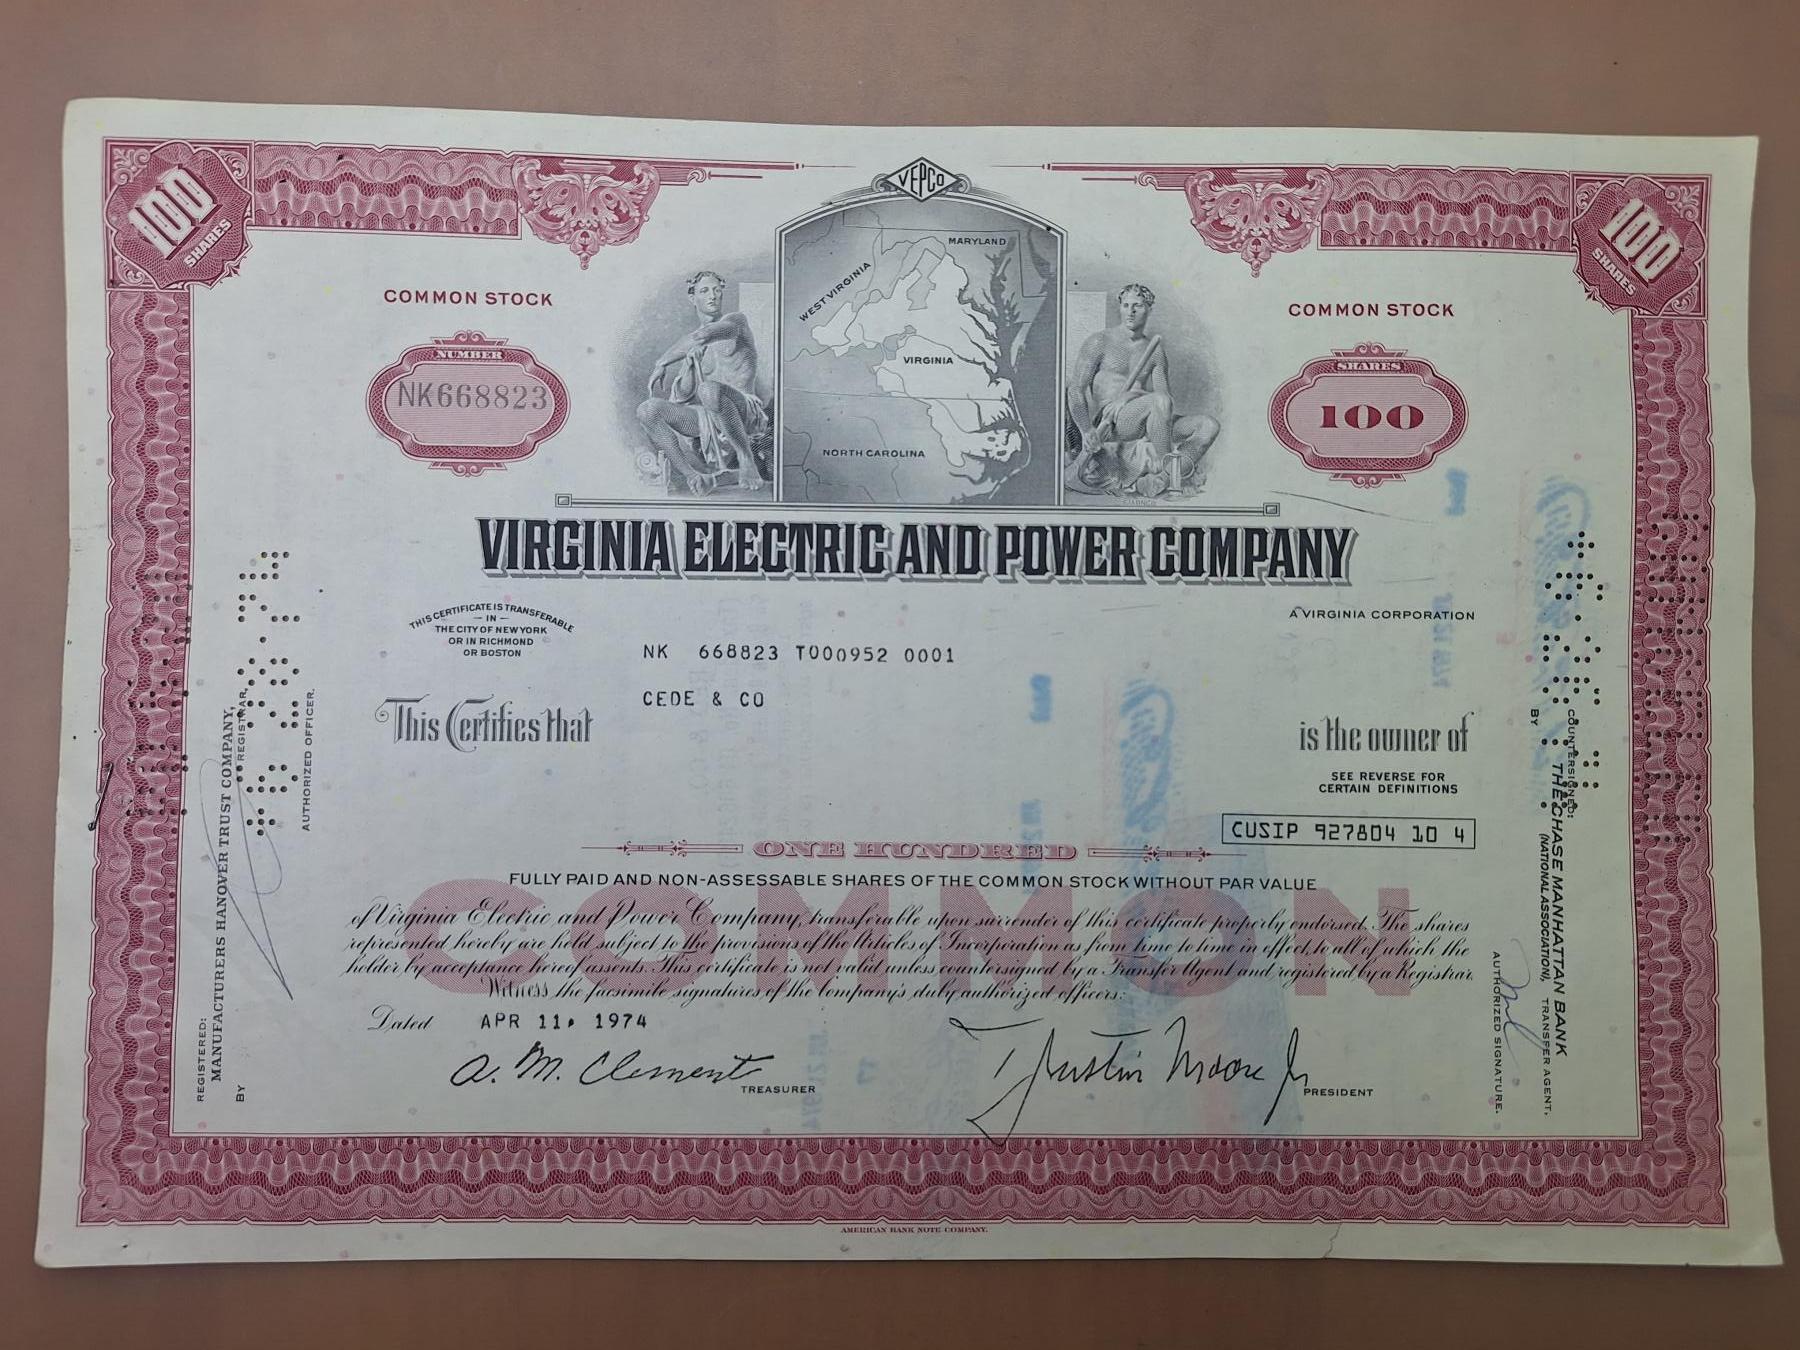 VEPCO
100
SHARES
100
SHARES
MARYLAND
WEST VIRGINIA
VIRGINIA
NORTH CAROLINA
COMMON STOCK
COMMON STOCK
NUMBER
NK668823
SHARES
100
VIRGINIA ELECTRIC AND POWER COMPANY
THIS CERTIFICATE IS TRANSFERABLE
— IN —
THE CITY OF NEW YORK
OR IN RICHMOND
OR BOSTON
A VIRGINIA CORPORATION
NK 668823 T000952 0001
CEDE & CO
This Certifies that
is the owner of
SEE REVERSE FOR
CERTAIN DEFINITIONS
CUSIP 927804 10 4
ONE HUNDRED
FULLY PAID AND NON-ASSESSABLE SHARES OF THE COMMON STOCK WITHOUT PAR VALUE
COMMON
of Virginia Electric and Power Company, transferable upon surrender of this certificate properly endorsed. The shares
represented hereby are held subject to the provisions of the Articles of Incorporation as from time to time in effect, to all of which the
holder by acceptance hereof assents. This certificate is not valid unless countersigned by a Transfer Agent and registered by a Registrar.
Witness the facsimile signatures of the Company's duly authorized officers:
Dated APR 11, 1974
A. M. Clement
TREASURER
T Justin Moore Jr
PRESIDENT
REGISTERED:
MANUFACTURERS HANOVER TRUST COMPANY,
REGISTRAR,
BY
AUTHORIZED OFFICER.
COUNTERSIGNED:
THE CHASE MANHATTAN BANK
(NATIONAL ASSOCIATION),
TRANSFER AGENT,
BY
AUTHORIZED SIGNATURE.
AMERICAN BANK NOTE COMPANY.